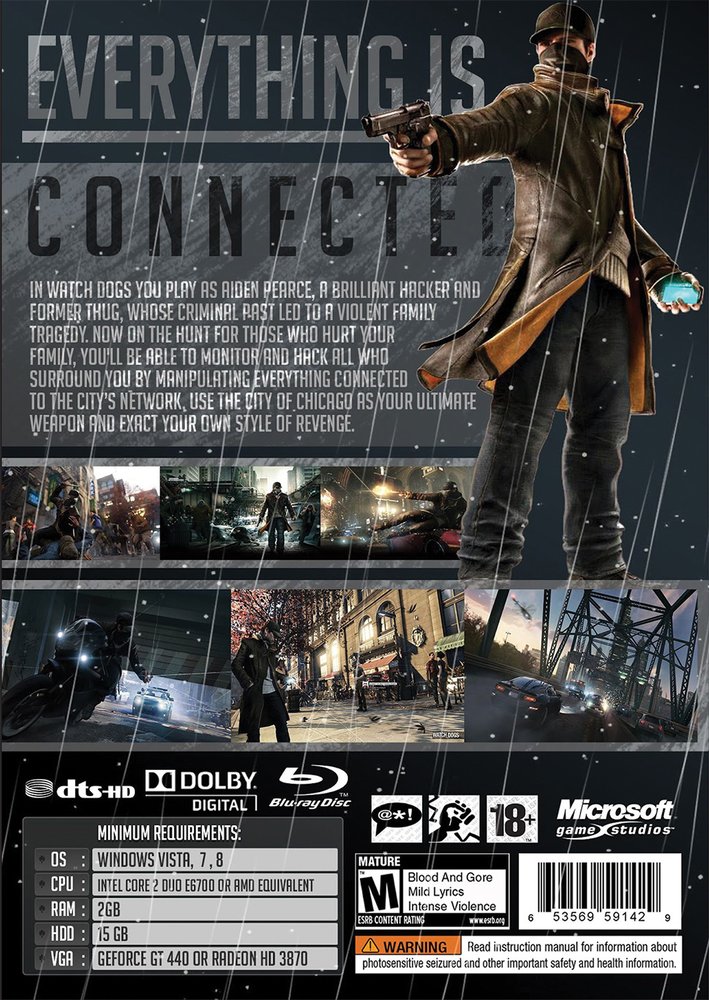 EVERYTHING IS
CONNECTED
IN WATCH DOGS YOU PLAY AS AIDEN PEARCE, A BRILLIANT HACKER AND
FORMER THUG, WHOSE CRIMINAL PAST LED TO A VIOLENT FAMILY
TRAGEDY. NOW ON THE HUNT FOR THOSE WHO HURT YOUR
FAMILY, YOU'LL BE ABLE TO MONITOR AND HACK ALL WHO
SURROUND YOU BY MANIPULATING EVERYTHING CONNECTED
TO THE CITY'S NETWORK, USE THE CITY OF CHICAGO AS YOUR ULTIMATE
WEAPON AND EXACT YOUR OWN STYLE OF REVENGE.
WATCH_DOGS
dts-HD
DOLBY
DIGITAL
Blu-ray Disc
TM
@*!
18+
Microsoft
game studios
MINIMUM REQUIREMENTS:
OS : WINDOWS VISTA, 7 , 8
CPU : INTEL CORE 2 DUO E6700 OR AMD EQUIVALENT
RAM : 2GB
HDD : 15 GB
VGA : GEFORCE GT 440 OR RADEON HD 3870
MATURE
M
TM
Blood And Gore
Mild Lyrics
Intense Violence
ESRB CONTENT RATING www.esrb.org
6 53569 59142 9
WARNING Read instruction manual for information about
photosensitive seizured and other important safety and health information.